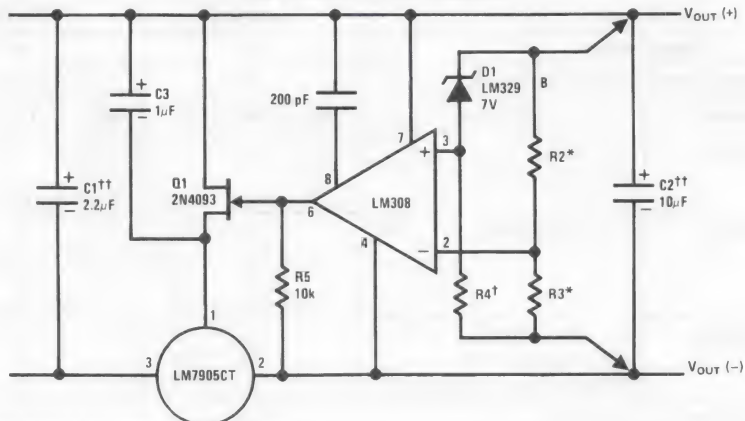 VOUT (+)
C3
1μF
200 pF
D1
LM329
7V
B
R2*
C1††
2.2μF
Q1
2N4093
8
7
3
+
6
LM308
4
2
−
C2††
10μF
R5
10k
R4†
R3*
1
3
LM7905CT
2
VOUT (−)